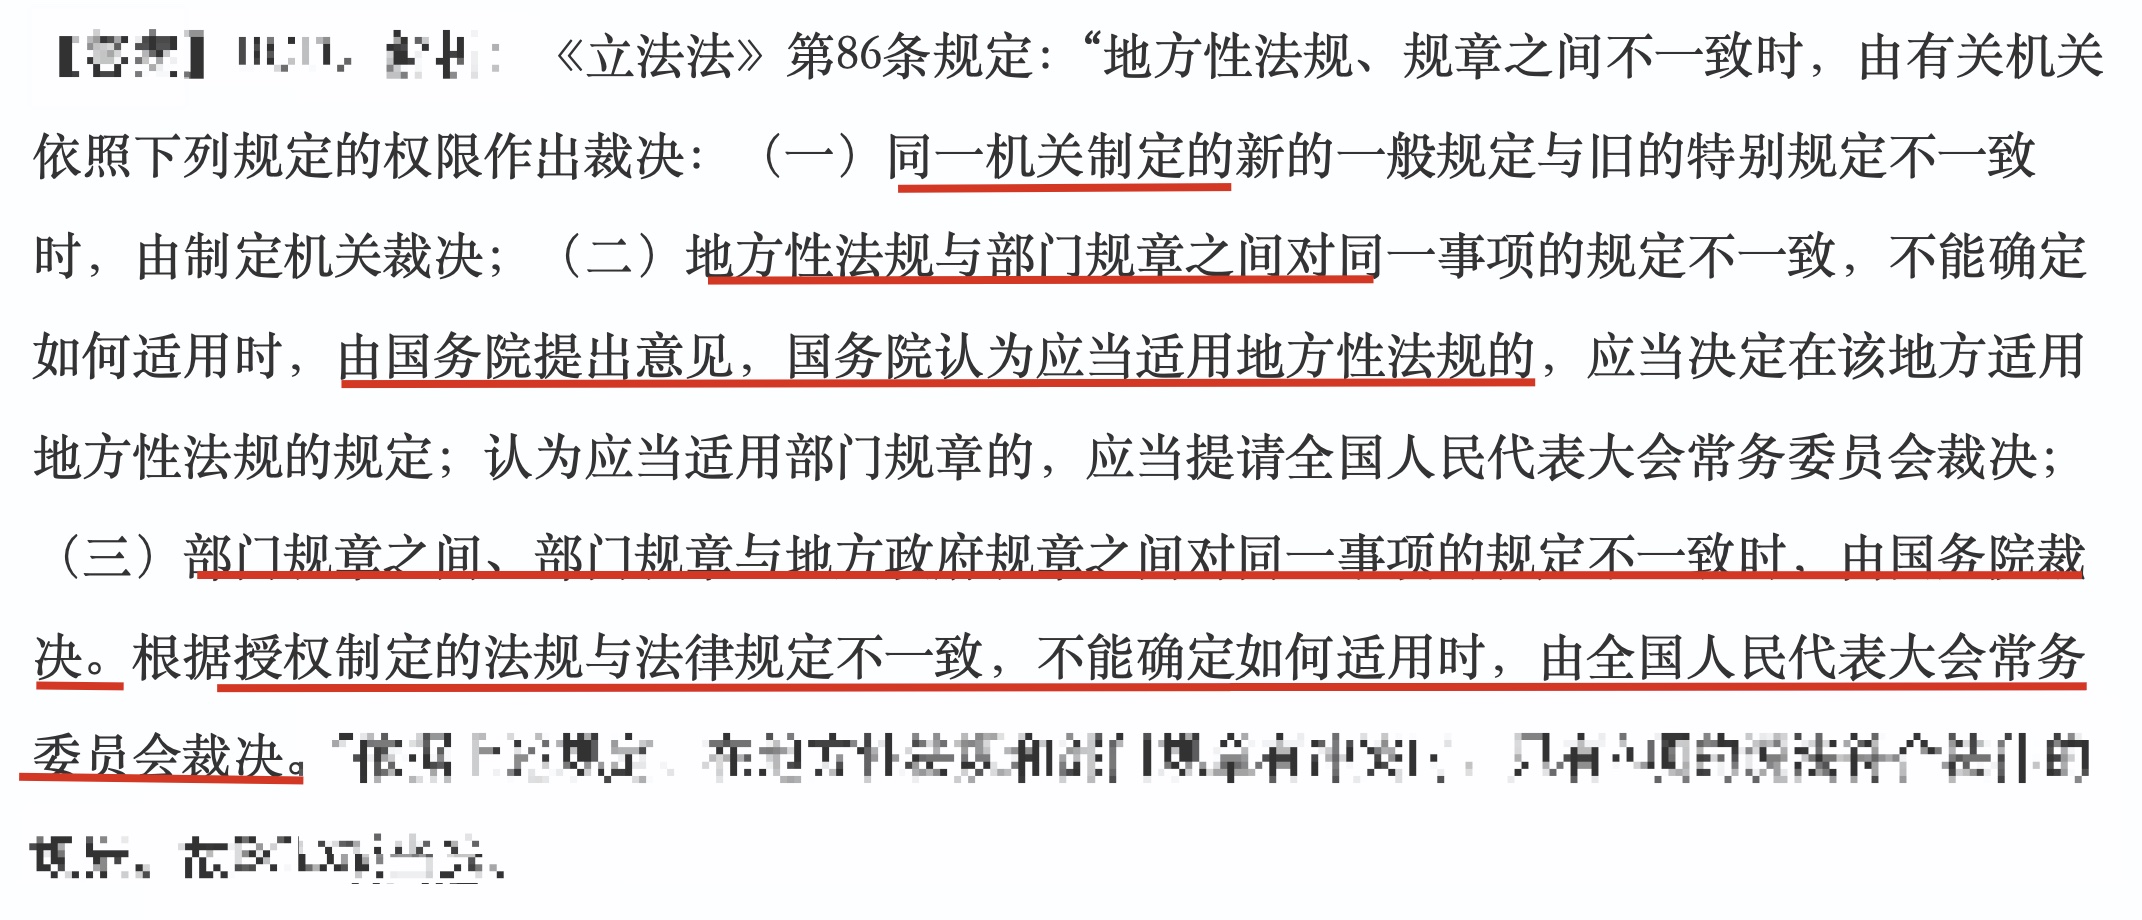 《立法法》第86条规定：“地方性法规、规章之间不一致时，由有关机关
依照下列规定的权限作出裁决：（一）同一机关制定的新的一般规定与旧的特别规定不一致
时，由制定机关裁决；（二）地方性法规与部门规章之间对同一事项的规定不一致，不能确定
如何适用时，由国务院提出意见，国务院认为应当适用地方性法规的，应当决定在该地方适用
地方性法规的规定；认为应当适用部门规章的，应当提请全国人民代表大会常务委员会裁决；
（三）部门规章之间、部门规章与地方政府规章之间对同一事项的规定不一致时，由国务院裁
决。根据授权制定的法规与法律规定不一致，不能确定如何适用时，由全国人民代表大会常务
委员会裁决。